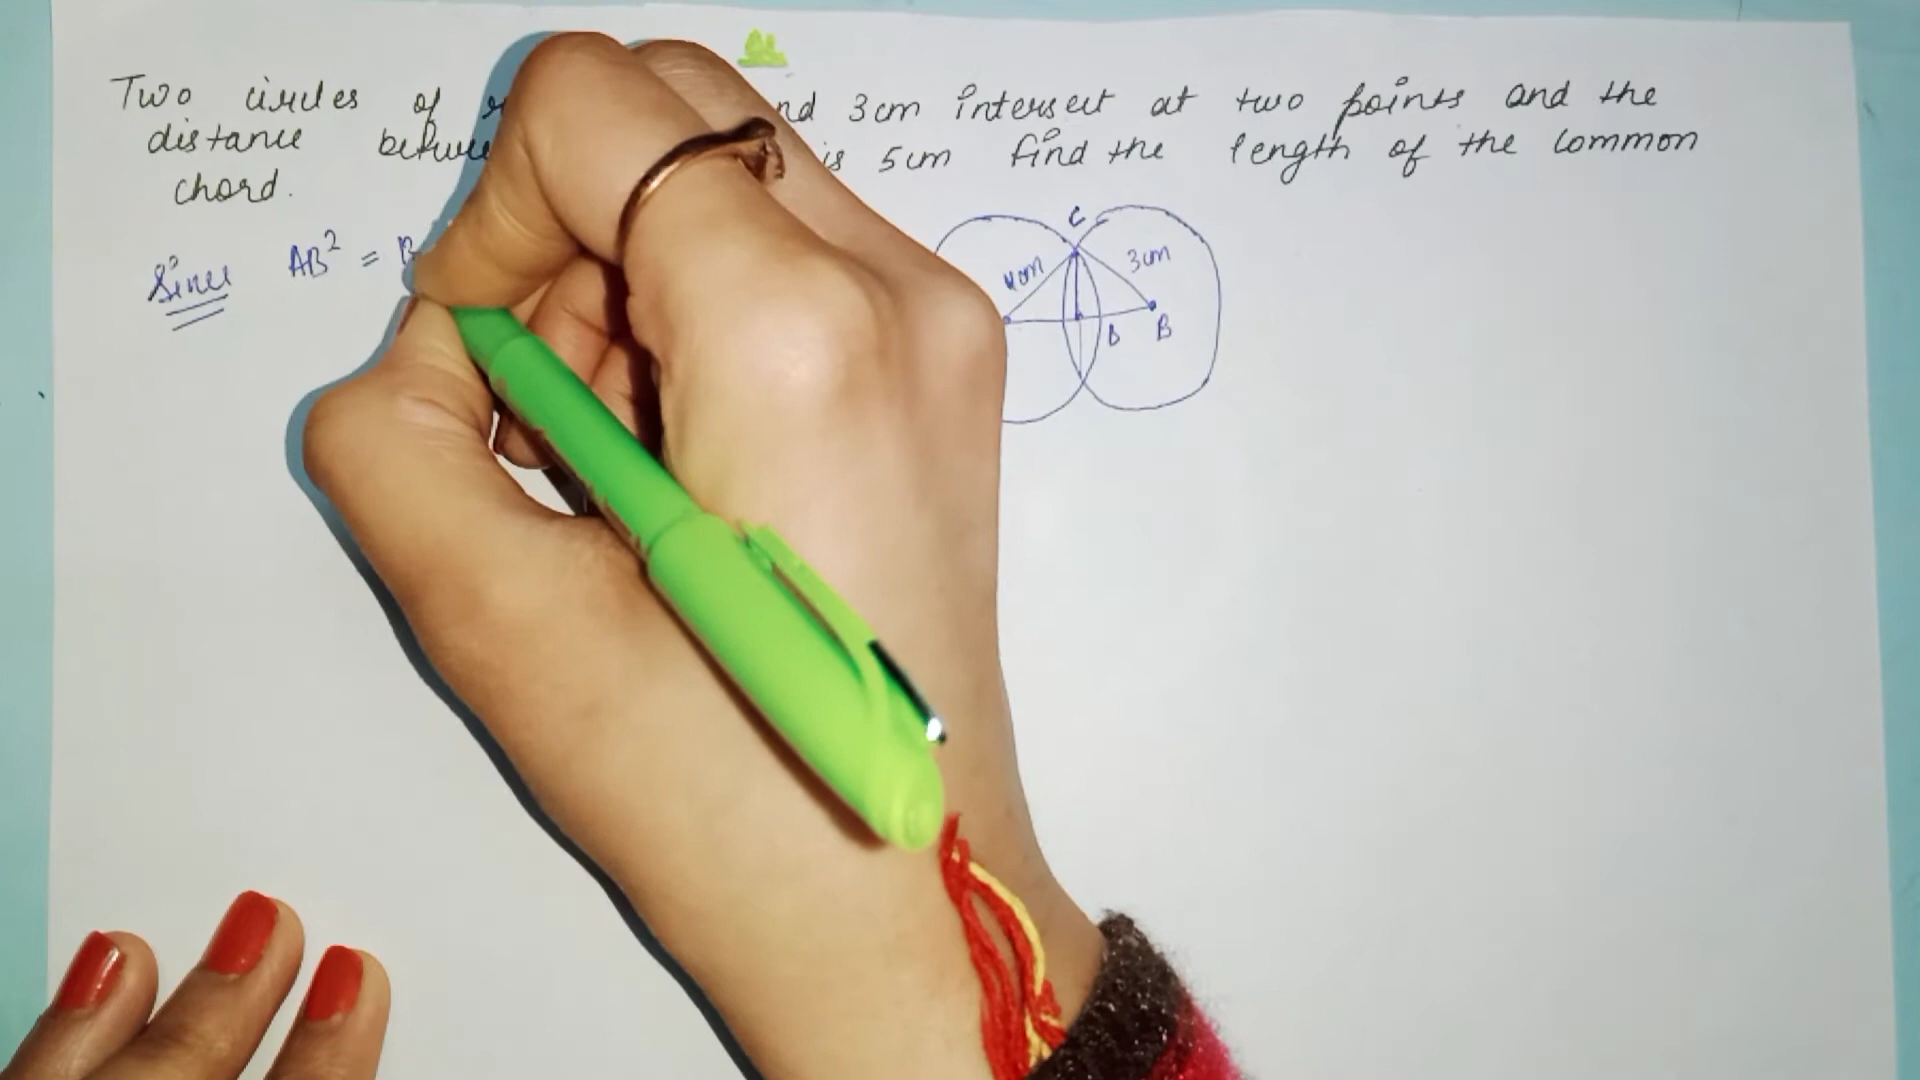 Two circles of nd 3cm intersect at two points and the
distance betwee is 5cm find the length of the common
chord.
Since AB² = B
C
4cm
3cm
D
B